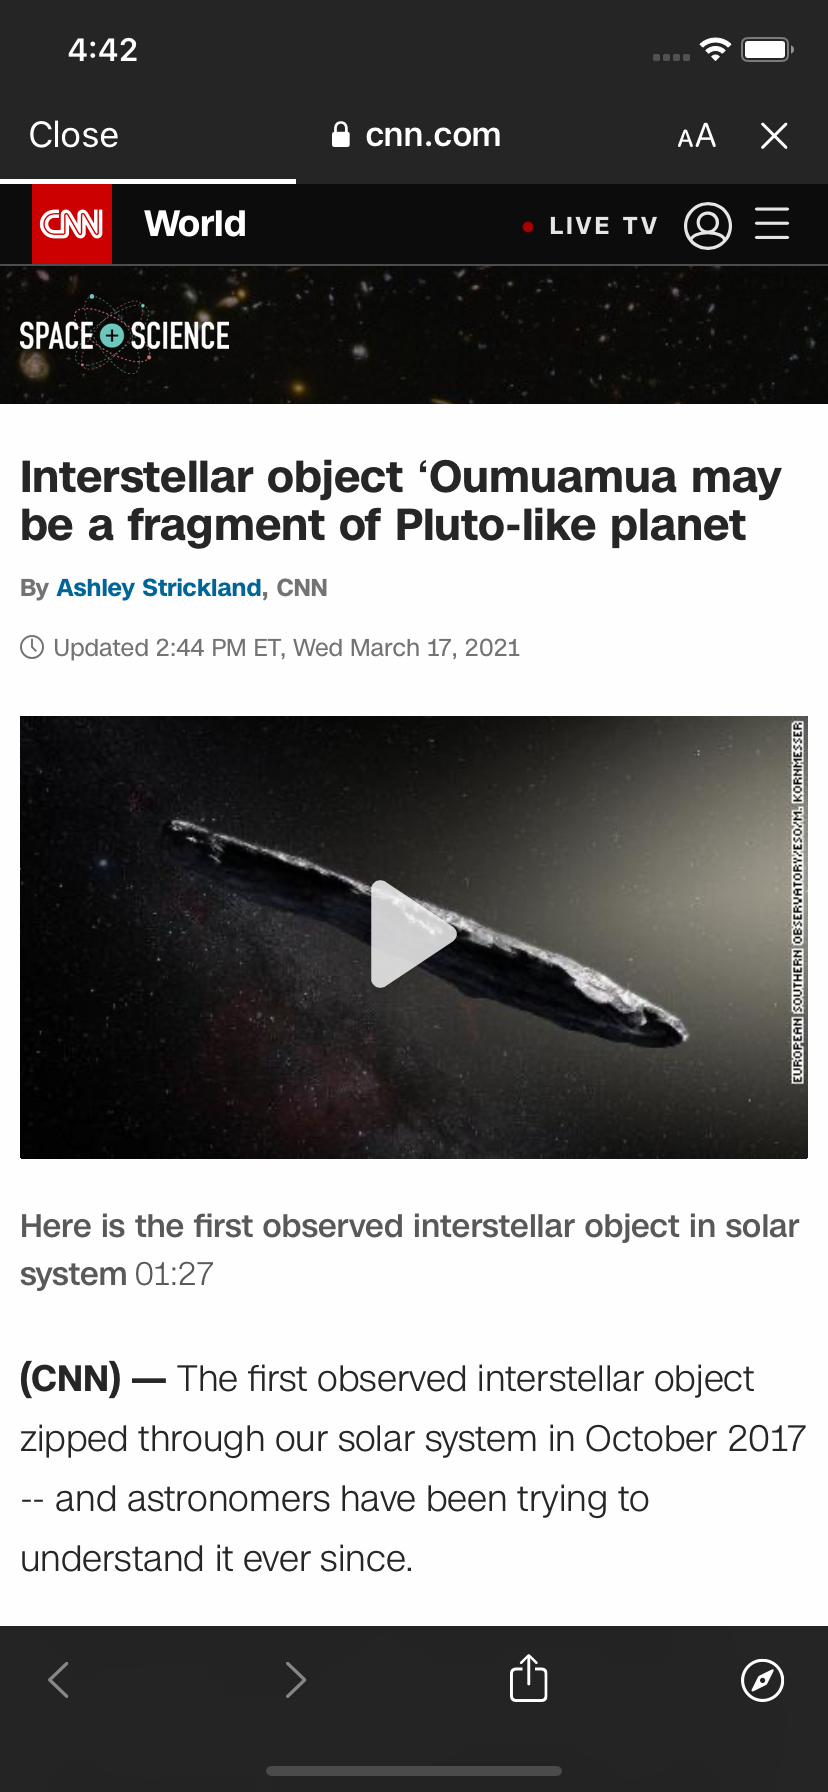 4:42
Close
cnn.com
AA
CNN
World
LIVE TV
SPACE + SCIENCE
Interstellar object ‘Oumuamua may
be a fragment of Pluto-like planet
By Ashley Strickland, CNN
Updated 2:44 PM ET, Wed March 17, 2021
EUROPEAN SOUTHERN OBSERVATORY/ESO/M. KORNMESSER
Here is the first observed interstellar object in solar
system 01:27
(CNN) — The first observed interstellar object
zipped through our solar system in October 2017
-- and astronomers have been trying to
understand it ever since.